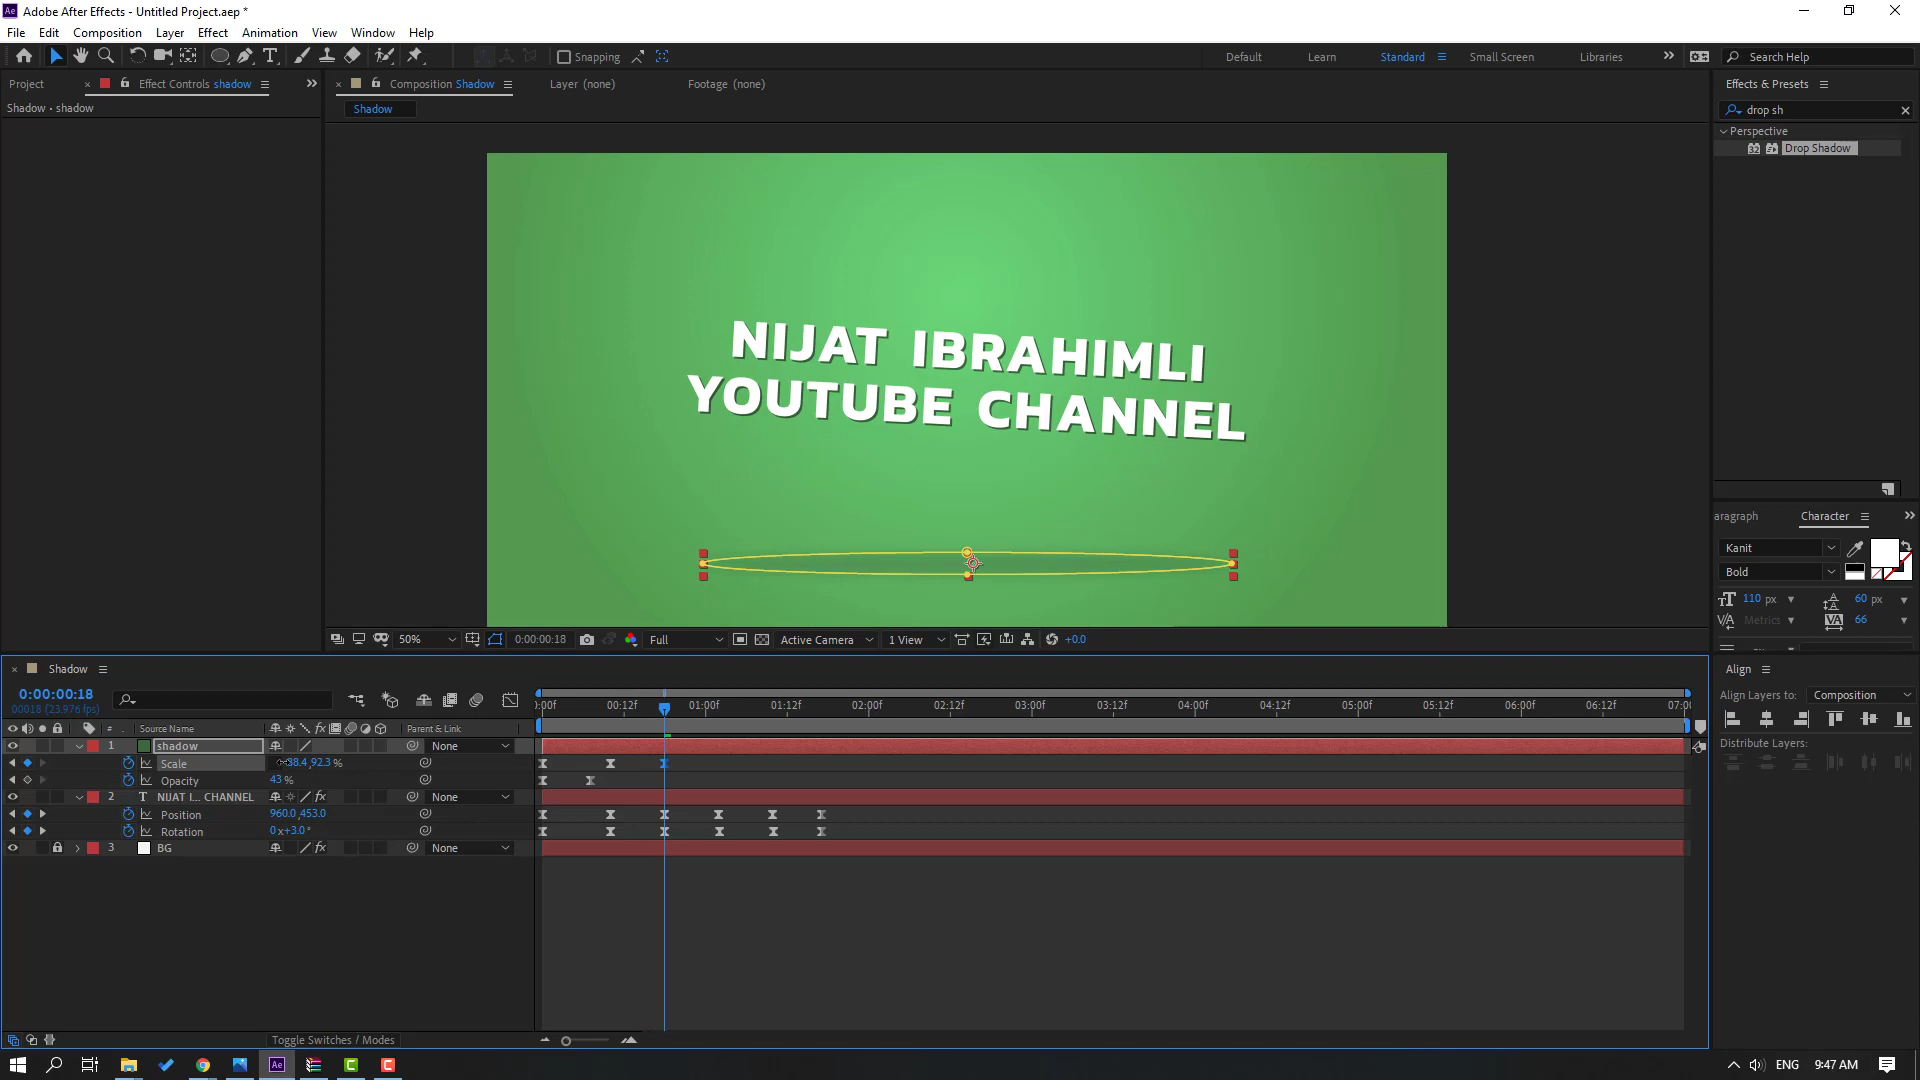 Adobe After Effects - Untitled Project.aep *
File Edit Composition Layer Effect Animation View Window Help
Snapping Default Learn Standard Small Screen Libraries Search Help
Project Effect Controls shadow Composition Shadow Layer (none) Footage (none) Effects & Presets
Shadow • shadow
Shadow
drop sh
Perspective
Drop Shadow
NIJAT IBRAHIMLI
YOUTUBE CHANNEL
aragraph Character
Kanit
Bold
110 px 60 px
Metrics 66
50% 0:00:00:18 Full Active Camera 1 View +0.0
Shadow
0:00:00:18
00018 (23.976 fps)
:00f 00:12f 01:00f 01:12f 02:00f 02:12f 03:00f 03:12f 04:00f 04:12f 05:00f 05:12f 06:00f 06:12f 07:0
# Source Name Parent & Link
1 shadow None
Scale 92.3 %
Opacity 43 %
2 T NIJAT I... CHANNEL None
Position 960.0,453.0
Rotation 0 x+3.0 °
3 BG None
Toggle Switches / Modes
Align
Align Layers to: Composition
Distribute Layers:
ENG 9:47 AM